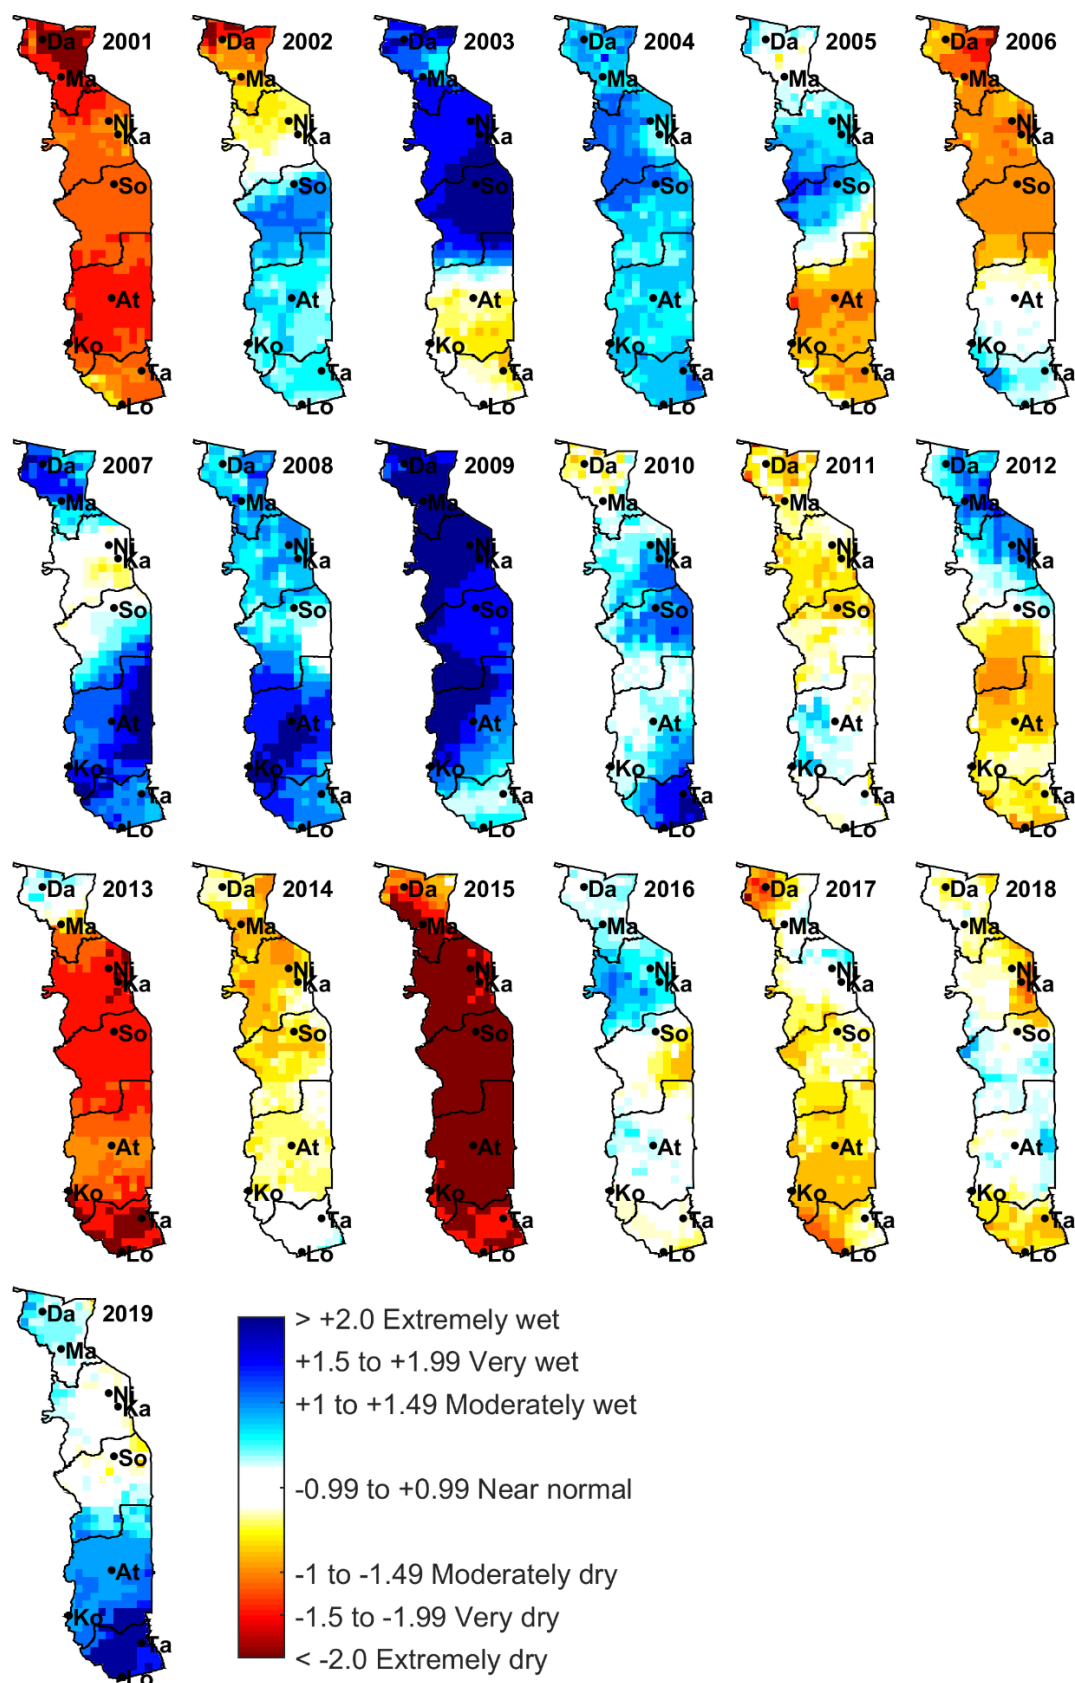 Da 2001
Ma
Ni
Ka
So
At
Ko
Ta
Lo
Da 2002
Ma
Ni
Ka
So
At
Ko
Ta
Lo
Da 2003
Ma
Ni
Ka
So
At
Ko
Ta
Lo
Da 2004
Ma
Ni
Ka
So
At
Ko
Ta
Lo
Da 2005
Ma
Ni
Ka
So
At
Ko
Ta
Lo
Da 2006
Ma
Ni
Ka
So
At
Ko
Ta
Lo
Da 2007
Ma
Ni
Ka
So
At
Ko
Ta
Lo
Da 2008
Ma
Ni
Ka
So
At
Ko
Ta
Lo
Da 2009
Ma
Ni
Ka
So
At
Ko
Ta
Lo
Da 2010
Ma
Ni
Ka
So
At
Ko
Ta
Lo
Da 2011
Ma
Ni
Ka
So
At
Ko
Ta
Lo
Da 2012
Ma
Ni
Ka
So
At
Ko
Ta
Lo
Da 2013
Ma
Ni
Ka
So
At
Ko
Ta
Lo
Da 2014
Ma
Ni
Ka
So
At
Ko
Ta
Lo
Da 2015
Ma
Ni
Ka
So
At
Ko
Ta
Lo
Da 2016
Ma
Ni
Ka
So
At
Ko
Ta
Lo
Da 2017
Ma
Ni
Ka
So
At
Ko
Ta
Lo
Da 2018
Ma
Ni
Ka
So
At
Ko
Ta
Lo
Da 2019
Ma
Ni
Ka
So
At
Ko
Ta
Lo
> +2.0 Extremely wet
+1.5 to +1.99 Very wet
+1 to +1.49 Moderately wet
-0.99 to +0.99 Near normal
-1 to -1.49 Moderately dry
-1.5 to -1.99 Very dry
< -2.0 Extremely dry